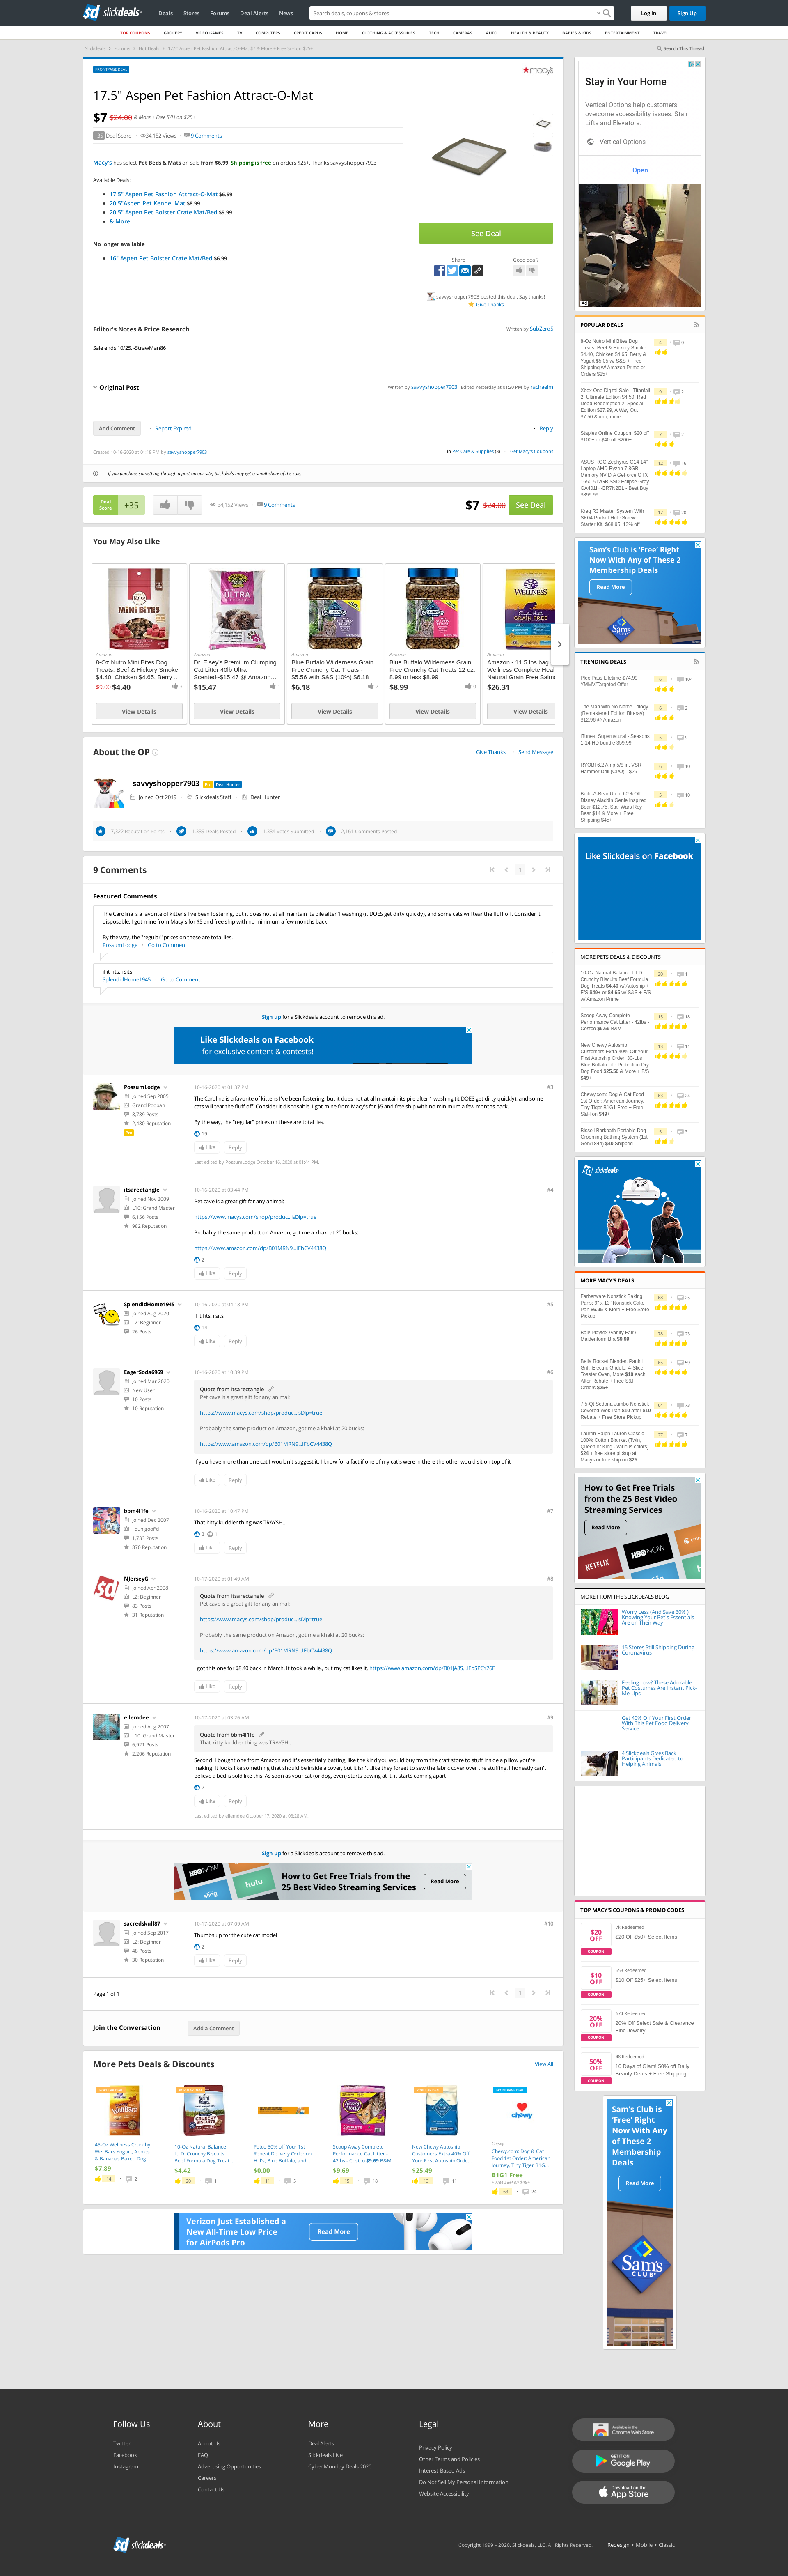 slickdeals
Deals Stores Forums Deal Alerts News
Search deals, coupons & stores
Log In Sign Up
TOP COUPONS GROCERY VIDEO GAMES TV COMPUTERS CREDIT CARDS HOME CLOTHING & ACCESSORIES TECH CAMERAS AUTO HEALTH & BEAUTY BABIES & KIDS ENTERTAINMENT TRAVEL
Slickdeals Forums Hot Deals 17.5" Aspen Pet Fashion Attract-O-Mat $7 & More + Free S/H on $25+
Search This Thread
FRONTPAGE DEAL
macys
17.5" Aspen Pet Fashion Attract-O-Mat
$7 $24.00 & More + Free S/H on $25+
+35 Deal Score 34,152 Views 9 Comments
Macy's has select Pet Beds & Mats on sale from $6.99. Shipping is free on orders $25+. Thanks savvyshopper7903
Available Deals:
17.5" Aspen Pet Fashion Attract-O-Mat $6.99
20.5"Aspen Pet Kennel Mat $8.99
20.5" Aspen Pet Bolster Crate Mat/Bed $9.99
& More
No longer available
16" Aspen Pet Bolster Crate Mat/Bed $6.99
See Deal
Share Good deal?
savvyshopper7903 posted this deal. Say thanks!
Give Thanks
Editor's Notes & Price Research
Written by SubZero5
Sale ends 10/25. -StrawMan86
Original Post
Written by savvyshopper7903 Edited Yesterday at 01:20 PM by rachaelm
Add Comment Report Expired Reply
Created 10-16-2020 at 01:18 PM by savvyshopper7903
in Pet Care & Supplies (3) Get Macy's Coupons
If you purchase something through a post on our site, Slickdeals may get a small share of the sale.
Deal Score +35 34,152 Views 9 Comments $7 $24.00 See Deal
You May Also Like
Amazon
8-Oz Nutro Mini Bites Dog Treats: Beef & Hickory Smoke $4.40, Chicken $4.65, Berry ...
$9.00 $4.40
View Details
Amazon
Dr. Elsey's Premium Clumping Cat Litter 40lb Ultra Scented~$15.47 @ Amazon...
$15.47
View Details
Amazon
Blue Buffalo Wilderness Grain Free Crunchy Cat Treats - $5.56 with S&S (10%) $6.18
$6.18
View Details
Amazon
Blue Buffalo Wilderness Grain Free Crunchy Cat Treats 12 oz. 8.99 or less $8.99
$8.99
View Details
Amazon
Amazon - 11.5 lbs bag
Wellness Complete Heal
Natural Grain Free Salm
$26.31
View Details
About the OP
Give Thanks Send Message
savvyshopper7903 Pro Deal Hunter
Joined Oct 2019 Slickdeals Staff Deal Hunter
7,322 Reputation Points 1,339 Deals Posted 1,334 Votes Submitted 2,161 Comments Posted
9 Comments
1
Featured Comments
The Carolina is a favorite of kittens I've been fostering, but it does not at all maintain its pile after 1 washing (it DOES get dirty quickly), and some cats will tear the fluff off. Consider it
disposable. I got mine from Macy's for $5 and free ship with no minimum a few months back.
By the way, the "regular" prices on these are total lies.
PossumLodge Go to Comment
if it fits, i sits
SplendidHome1945 Go to Comment
Sign up for a Slickdeals account to remove this ad.
Like Slickdeals on Facebook
for exclusive content & contests!
PossumLodge
Joined Sep 2005
Grand Poobah
8,789 Posts
2,480 Reputation
Pro
10-16-2020 at 01:37 PM #3
The Carolina is a favorite of kittens I've been fostering, but it does not at all maintain its pile after 1 washing (it DOES get dirty quickly), and some
cats will tear the fluff off. Consider it disposable. I got mine from Macy's for $5 and free ship with no minimum a few months back.
By the way, the "regular" prices on these are total lies.
19
Like Reply
Last edited by PossumLodge October 16, 2020 at 01:44 PM.
itsarectangle
Joined Nov 2009
L10: Grand Master
6,156 Posts
982 Reputation
10-16-2020 at 03:44 PM #4
Pet cave is a great gift for any animal:
https://www.macys.com/shop/produc...isDlp=true
Probably the same product on Amazon, got me a khaki at 20 bucks:
https://www.amazon.com/dp/B01MRN9...IFbCV4438Q
2
Like Reply
SplendidHome1945
Joined Aug 2020
L2: Beginner
26 Posts
10-16-2020 at 04:18 PM #5
if it fits, i sits
14
Like Reply
EagerSoda6969
Joined Mar 2020
New User
10 Posts
10 Reputation
10-16-2020 at 10:39 PM #6
Quote from itsarectangle
Pet cave is a great gift for any animal:
https://www.macys.com/shop/produc...isDlp=true
Probably the same product on Amazon, got me a khaki at 20 bucks:
https://www.amazon.com/dp/B01MRN9...IFbCV4438Q
If you have more than one cat I wouldn't suggest it. I know for a fact if one of my cat's were in there the other would sit on top of it
Like Reply
bbm4l1fe
Joined Dec 2007
I dun goof'd
1,733 Posts
870 Reputation
10-16-2020 at 10:47 PM #7
That kitty kuddler thing was TRAYSH..
3 1
Like Reply
NJerseyG
Joined Apr 2008
L2: Beginner
83 Posts
31 Reputation
10-17-2020 at 01:49 AM #8
Quote from itsarectangle
Pet cave is a great gift for any animal:
https://www.macys.com/shop/produc...isDlp=true
Probably the same product on Amazon, got me a khaki at 20 bucks:
https://www.amazon.com/dp/B01MRN9...IFbCV4438Q
I got this one for $8.40 back in March. It took a while,, but my cat likes it.
Like Reply
ellemdee
Joined Aug 2007
L10: Grand Master
6,921 Posts
2,206 Reputation
10-17-2020 at 03:26 AM #9
Quote from bbm4l1fe
That kitty kuddler thing was TRAYSH..
Second. I bought one from Amazon and it's essentially batting, like the kind you would buy from the craft store to stuff inside a pillow you're
making. It looks like something that should be inside a cover, but it isn't...like they forgot to sew the fabric cover over the stuffing. I honestly can't
believe a bed is sold like this. As soon as your cat (or dog, even) starts pawing at it, it starts coming apart.
2
Like Reply
Last edited by ellemdee October 17, 2020 at 03:28 AM.
Sign up for a Slickdeals account to remove this ad.
How to Get Free Trials from the
25 Best Video Streaming Services
Read More
sacredskull87
Joined Sep 2017
L2: Beginner
48 Posts
30 Reputation
10-17-2020 at 07:09 AM #10
Thumbs up for the cute cat model
2
Like Reply
Page 1 of 1
1
Join the Conversation Add a Comment
More Pets Deals & Discounts View All
45-Oz Wellness Crunchy WellBars Yogurt, Apples & Bananas Baked Dog...
$7.89
14 2
10-Oz Natural Balance L.I.D. Crunchy Biscuits Beef Formula Dog Treat...
$4.42
20 1
Petco 50% off Your 1st Repeat Delivery Order on Hill's, Blue Buffalo, and...
$0.00
11 5
Scoop Away Complete Performance Cat Litter - 42lbs - Costco $9.69 B&M
$9.69
15 18
New Chewy Autoship Customers Extra 40% Off Your First Autoship Orde...
$25.49
13 11
chewy
Chewy
Chewy.com: Dog & Cat Food 1st Order: American Journey, Tiny Tiger B1G...
B1G1 Free
+ Free S&H on $49+
63 24
Verizon Just Established a
New All-Time Low Price
for AirPods Pro
Read More
Stay in Your Home
Vertical Options help customers overcome accessibility issues. Stair Lifts and Elevators.
Vertical Options
Open
Ad
POPULAR DEALS
8-Oz Nutro Mini Bites Dog Treats: Beef & Hickory Smoke $4.40, Chicken $4.65, Berry & Yogurt $5.05 w/ S&S + Free Shipping w/ Amazon Prime or Orders $25+
Xbox One Digital Sale - Titanfall 2: Ultimate Edition $4.50, Red Dead Redemption 2: Special Edition $27.99, A Way Out $7.50 &amp; more
Staples Online Coupon: $20 off $100+ or $40 off $200+
ASUS ROG Zephyrus G14 14" Laptop AMD Ryzen 7 8GB Memory NVIDIA GeForce GTX 1650 512GB SSD Eclipse Gray GA401IH-BR7N2BL - Best Buy $899.99
Kreg R3 Master System With SK04 Pocket Hole Screw Starter Kit, $68.95, 13% off
Sam's Club is 'Free' Right
Now With Any of These 2
Membership Deals
Read More
Sam's
TRENDING DEALS
Plex Pass Lifetime $74.99 YMMV/Targeted Offer
The Man with No Name Trilogy (Remastered Edition Blu-ray) $12.96 @ Amazon
iTunes: Supernatural - Seasons 1-14 HD bundle $59.99
RYOBI 6.2 Amp 5/8 in. VSR Hammer Drill (CPO) - $25
Build-A-Bear Up to 60% Off: Disney Aladdin Genie Inspired Bear $12.75, Star Wars Rey Bear $14 & More + Free Shipping $45+
Like Slickdeals on Facebook
MORE PETS DEALS & DISCOUNTS
10-Oz Natural Balance L.I.D. Crunchy Biscuits Beef Formula Dog Treats $4.40 w/ Autoship + F/S $49+ or $4.65 w/ S&S + F/S w/ Amazon Prime
Scoop Away Complete Performance Cat Litter - 42lbs - Costco $9.69 B&M
New Chewy Autoship Customers Extra 40% Off Your First Autoship Order: 30-Lbs Blue Buffalo Life Protection Dry Dog Food $25.50 & More + F/S $49+
Chewy.com: Dog & Cat Food 1st Order: American Journey, Tiny Tiger B1G1 Free + Free S&H on $49+
Bissell Barkbath Portable Dog Grooming Bathing System (1st Gen/1844) $40 Shipped
slickdeals
MORE MACY'S DEALS
Farberware Nonstick Baking Pans: 9" x 13" Nonstick Cake Pan $6.95 & More + Free Store Pickup
Bali/ Playtex /Vanity Fair / Maidenform Bra $9.99
Bella Rocket Blender, Panini Grill, Electric Griddle, 4-Slice Toaster Oven, More $10 each After Rebate + Free S&H Orders $25+
7.5-Qt Sedona Jumbo Nonstick Covered Wok Pan $10 after $10 Rebate + Free Store Pickup
Lauren Ralph Lauren Classic 100% Cotton Blanket (Twin, Queen or King - various colors) $24 + free store pickup at Macys or free ship on $25
How to Get Free Trials
from the 25 Best Video
Streaming Services
Read More
HBO NOW
NETFLIX
MORE FROM THE SLICKDEALS BLOG
Worry Less (And Save 30% ) Knowing Your Pet's Essentials Are on Their Way
15 Stores Still Shipping During Coronavirus
Feeling Low? These Adorable Pet Costumes Are Instant Pick-Me-Ups
Get 40% Off Your First Order With This Pet Food Delivery Service
4 Slickdeals Gives Back Participants Dedicated to Helping Animals
TOP MACY'S COUPONS & PROMO CODES
$20 OFF COUPON 7k Redeemed $20 Off $50+ Select Items
$10 OFF COUPON 653 Redeemed $10 Off $25+ Select Items
20% OFF COUPON 674 Redeemed 20% Off Select Sale & Clearance Fine Jewelry
50% OFF COUPON 48 Redeemed 10 Days of Glam! 50% off Daily Beauty Deals + Free Shipping
Sam's Club is 'Free' Right Now With Any of These 2 Membership Deals
Read More
Sam's CLUB
Follow Us
Twitter
Facebook
Instagram
About
About Us
FAQ
Advertising Opportunities
Careers
Contact Us
More
Deal Alerts
Slickdeals Live
Cyber Monday Deals 2020
Legal
Privacy Policy
Other Terms and Policies
Interest-Based Ads
Do Not Sell My Personal Information
Website Accessibility
Available in the Chrome Web Store
GET IT ON Google Play
Download on the App Store
slickdeals
Copyright 1999 – 2020. Slickdeals, LLC. All Rights Reserved. Redesign • Mobile • Classic